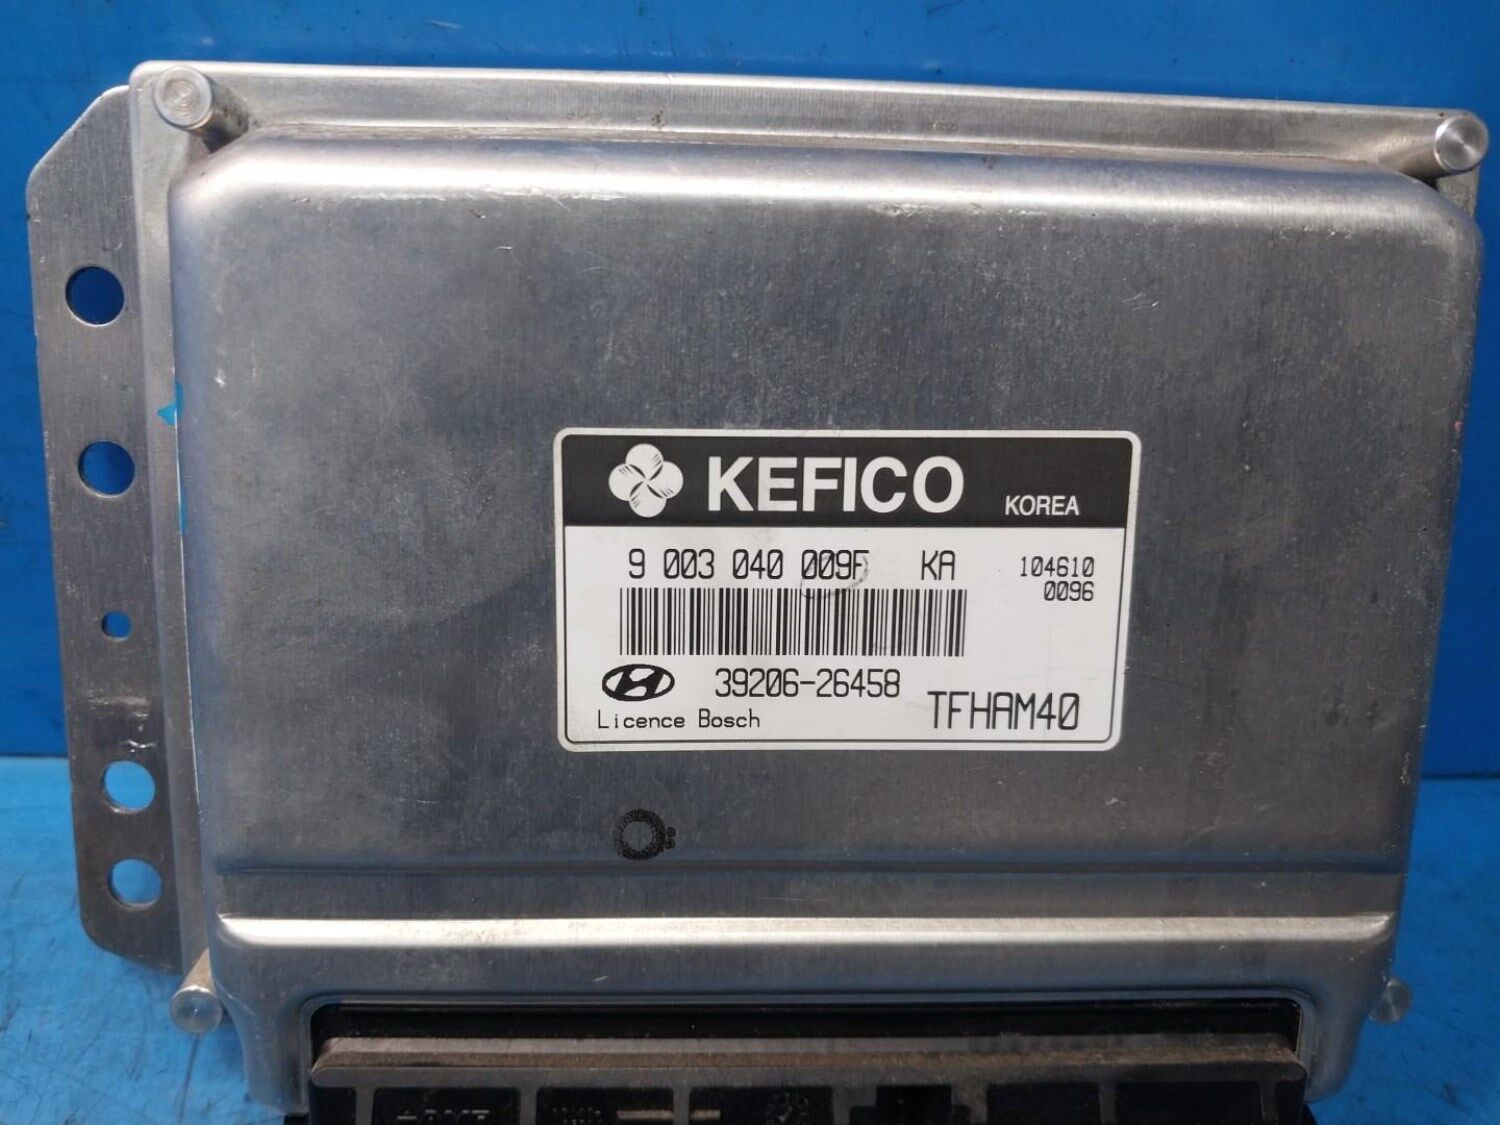 KEFICO KOREA
9 003 040 009F KA 104610
0096
39206-26458
Licence Bosch TFHAM40